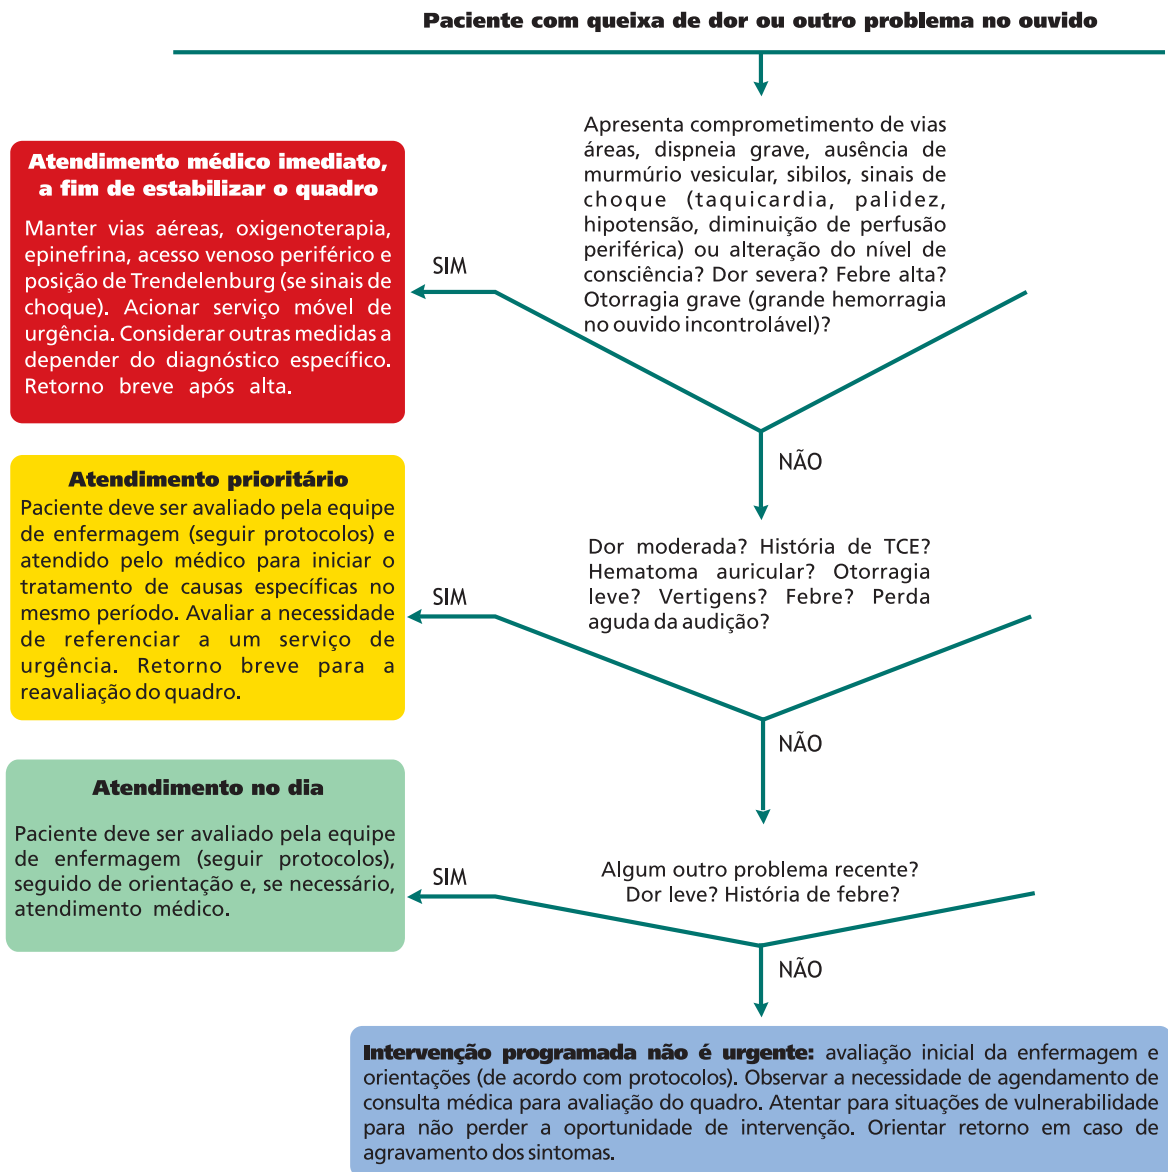 Paciente com queixa de dor ou outro problema no ouvido
Apresenta comprometimento de vias
áreas, dispneia grave, ausência de
murmúrio vesicular, sibilos, sinais de
choque (taquicardia, palidez,
hipotensão, diminuição de perfusão
periférica) ou alteração do nível de
consciência? Dor severa? Febre alta?
Otorragia grave (grande hemorragia
no ouvido incontrolável)?
SIM
Atendimento médico imediato,
a fim de estabilizar o quadro
Manter vias aéreas, oxigenoterapia,
epinefrina, acesso venoso periférico e
posição de Trendelenburg (se sinais de
choque). Acionar serviço móvel de
urgência. Considerar outras medidas a
depender do diagnóstico específico.
Retorno breve após alta.
NÃO
Dor moderada? História de TCE?
Hematoma auricular? Otorragia
leve? Vertigens? Febre? Perda
aguda da audição?
SIM
Atendimento prioritário
Paciente deve ser avaliado pela equipe
de enfermagem (seguir protocolos) e
atendido pelo médico para iniciar o
tratamento de causas específicas no
mesmo período. Avaliar a necessidade
de referenciar a um serviço de
urgência. Retorno breve para a
reavaliação do quadro.
NÃO
Algum outro problema recente?
Dor leve? História de febre?
SIM
Atendimento no dia
Paciente deve ser avaliado pela equipe
de enfermagem (seguir protocolos),
seguido de orientação e, se necessário,
atendimento médico.
NÃO
Intervenção programada não é urgente: avaliação inicial da enfermagem e
orientações (de acordo com protocolos). Observar a necessidade de agendamento de
consulta médica para avaliação do quadro. Atentar para situações de vulnerabilidade
para não perder a oportunidade de intervenção. Orientar retorno em caso de
agravamento dos sintomas.